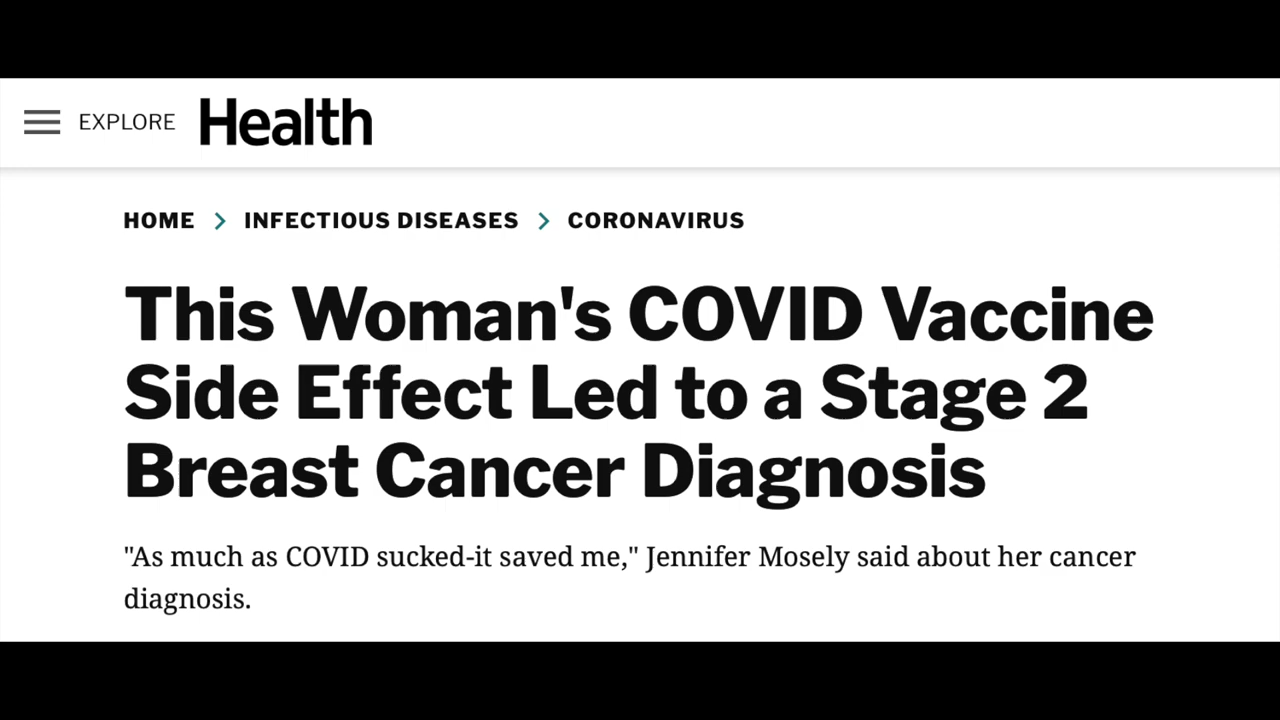 EXPLORE Health
HOME > INFECTIOUS DISEASES > CORONAVIRUS
This Woman's COVID Vaccine
Side Effect Led to a Stage 2
Breast Cancer Diagnosis
"As much as COVID sucked-it saved me," Jennifer Mosely said about her cancer
diagnosis.